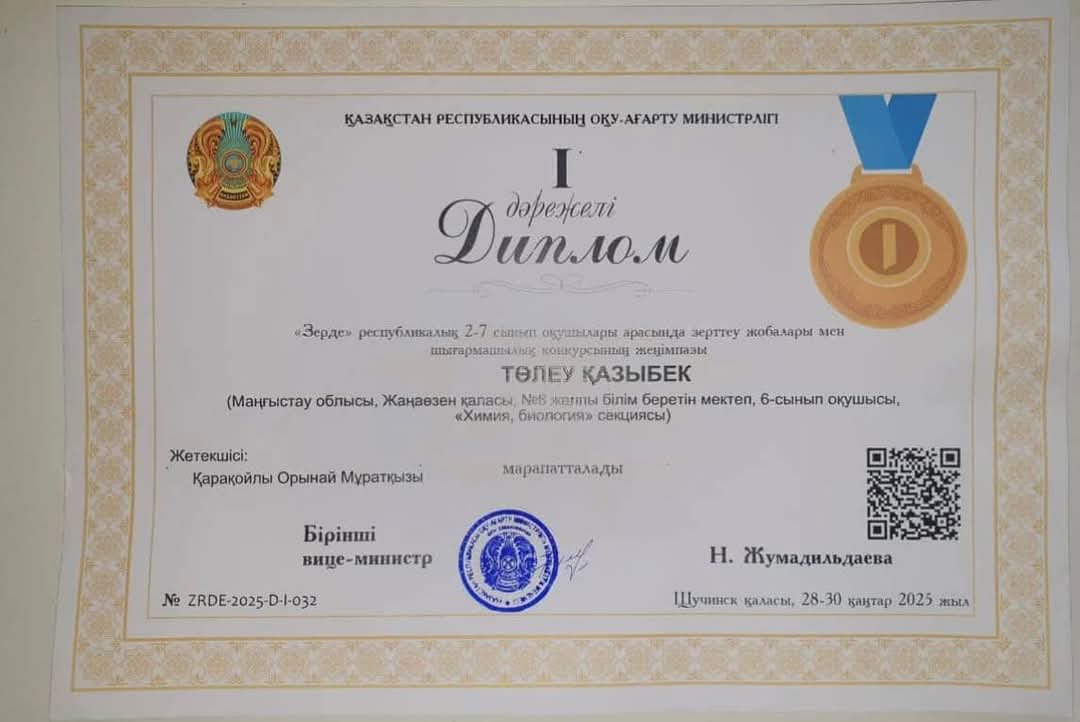 ҚАЗАҚСТАН РЕСПУБЛИКАСЫНЫҢ ОҚУ-АҒАРТУ МИНИСТРЛІГІ
I
дәрежелі
Диплом
«Зерде» республикалық 2-7 сынып оқушылары арасында зерттеу жобалары мен
шығармашылық конкурсының жеңімпазы
ТӨЛЕУ ҚАЗЫБЕК
(Маңғыстау облысы, Жаңаөзен қаласы, №8 жалпы білім беретін мектеп, 6-сынып оқушысы,
«Химия, биология» секциясы)
Жетекшісі:
Қарақойлы Орынай Мұратқызы
марапатталады
Бірінші
вице-министр
Н. Жумадильдаева
№ ZRDE-2025-D-I-032
Щучинск қаласы, 28-30 қаңтар 2025 жыл